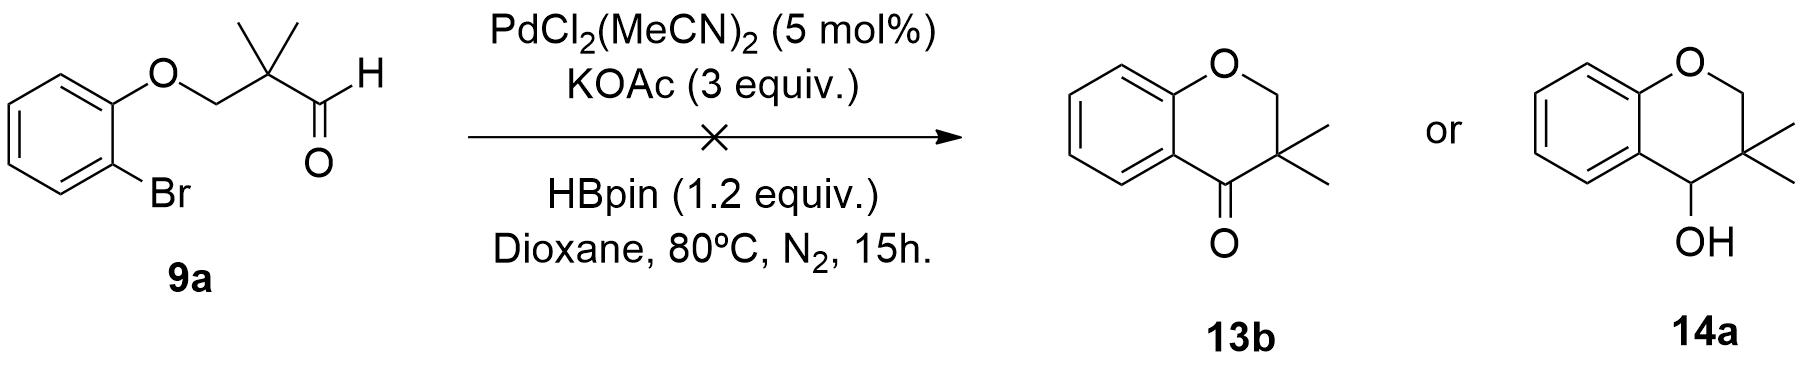 PdCl2(MeCN)2 (5 mol%)
KOAc (3 equiv.)
HBpin (1.2 equiv.)
Dioxane, 80ºC, N2, 15h.
O
H
O
Br
9a
O
O
13b
or
O
OH
14a